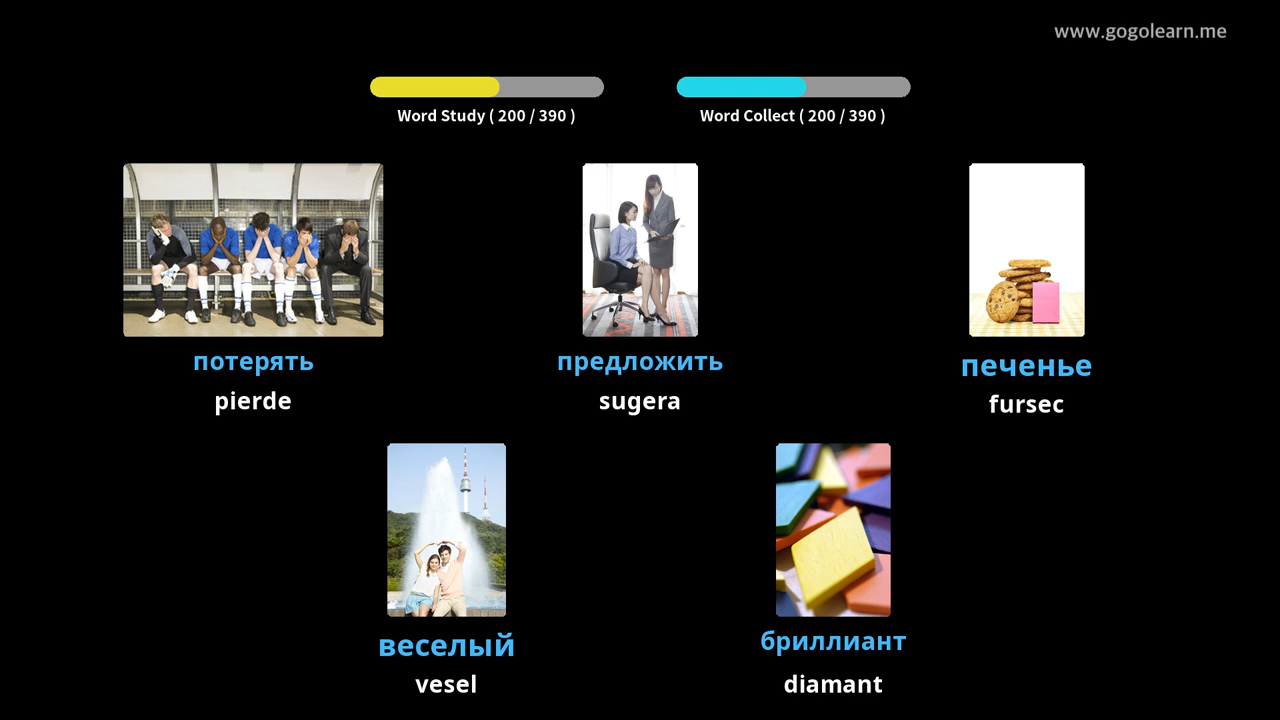 www.gogolearn.me
Word Study ( 200 / 390 )
Word Collect ( 200 / 390 )
потерять
pierde
предложить
sugera
печенье
fursec
веселый
vesel
бриллиант
diamant